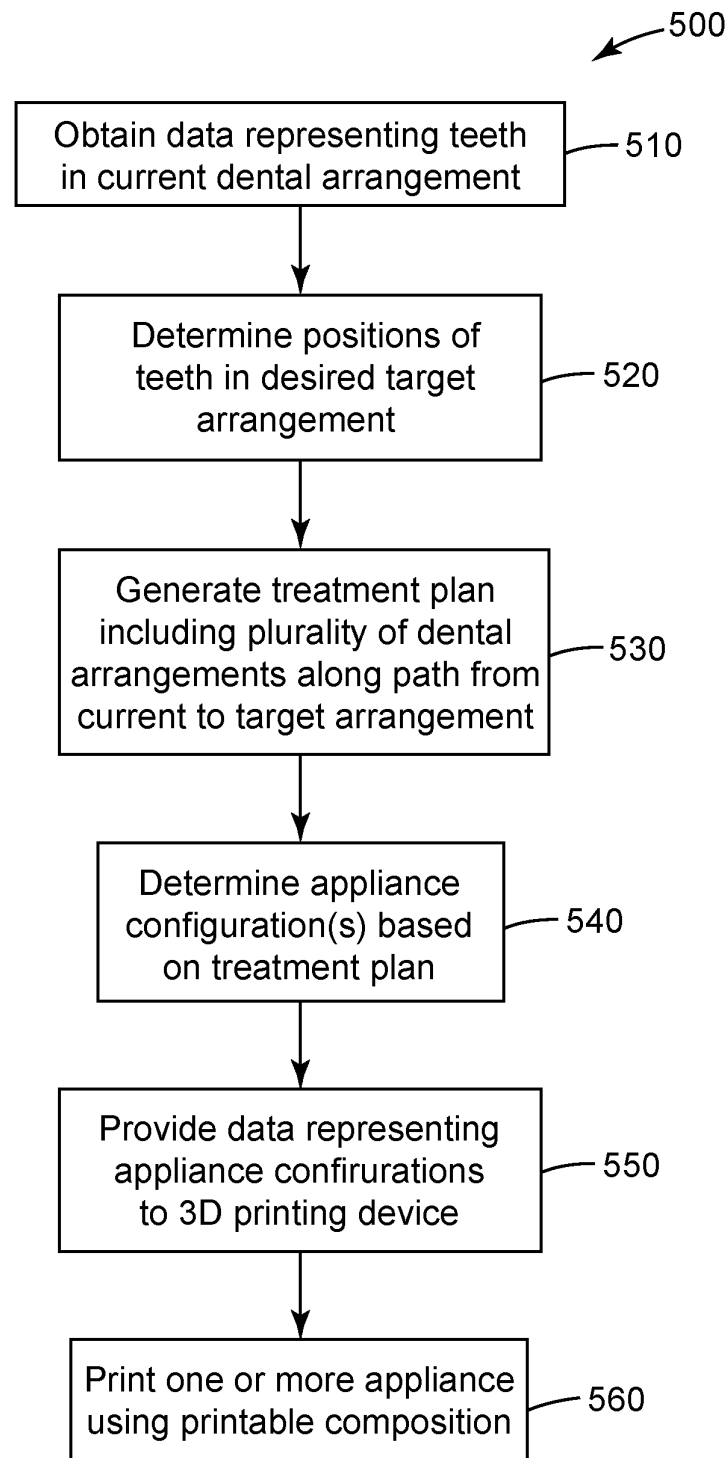 500
Obtain data representing teeth
in current dental arrangement
510
Determine positions of
teeth in desired target
arrangement
520
Generate treatment plan
including plurality of dental
arrangements along path from
current to target arrangement
530
Determine appliance
configuration(s) based
on treatment plan
540
Provide data representing
appliance confirurations
to 3D printing device
550
Print one or more appliance
using printable composition
560